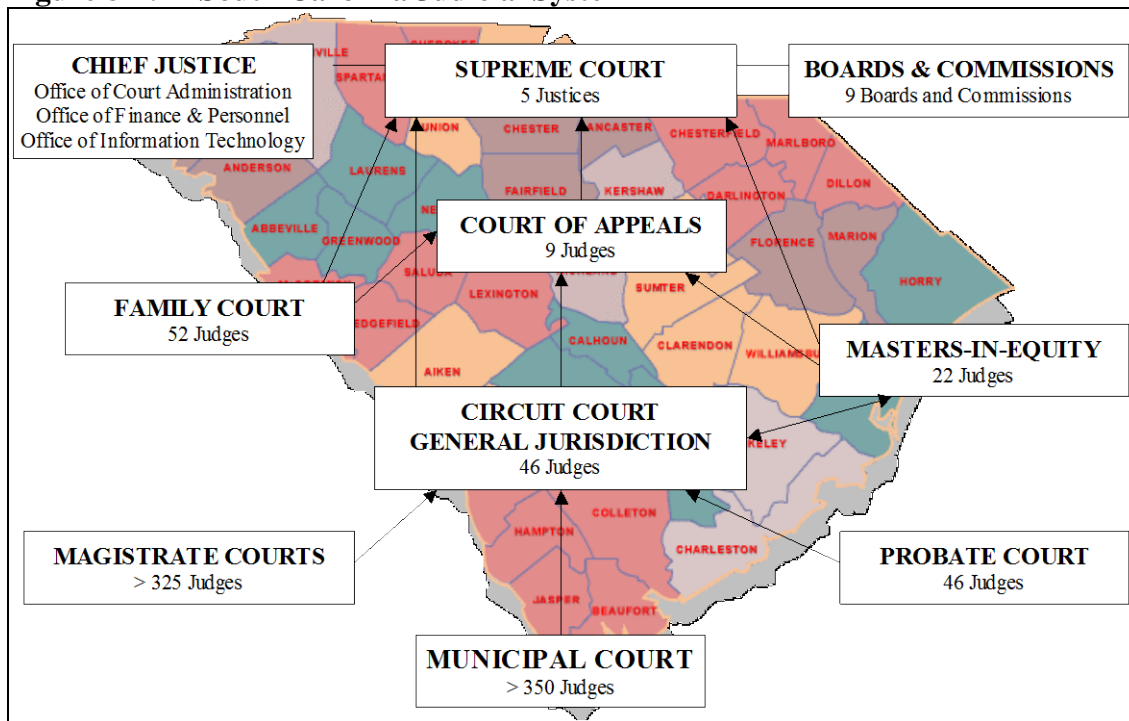 CHIEF JUSTICE
Office of Court Administration
Office of Finance & Personnel
Office of Information Technology
SUPREME COURT
5 Justices
BOARDS & COMMISSIONS
9 Boards and Commissions
UNION
CHESTER
CHESTERFIELD
MARLBORO
ANDERSON
LAURENS
FAIRFIELD
KERSHAW
DARLINGTON
DILLON
ABBEVILLE
GREENWOOD
COURT OF APPEALS
9 Judges
FLORENCE
MARION
HORRY
SALUDA
LEXINGTON
SUMTER
FAMILY COURT
52 Judges
CALHOUN
CLARENDON
AIKEN
MASTERS-IN-EQUITY
22 Judges
CIRCUIT COURT
GENERAL JURISDICTION
46 Judges
HAMPTON
COLLETON
CHARLESTON
MAGISTRATE COURTS
> 325 Judges
PROBATE COURT
46 Judges
JASPER
BEAUFORT
MUNICIPAL COURT
> 350 Judges